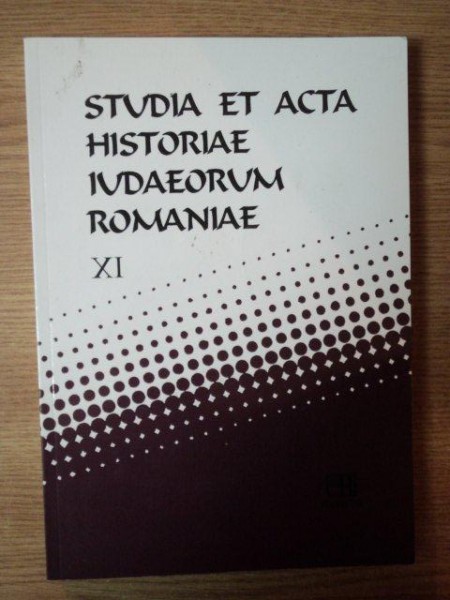 STUDIA ET ACTA
HISTORIAE
IUDAEORUM
ROMANIAE
XI